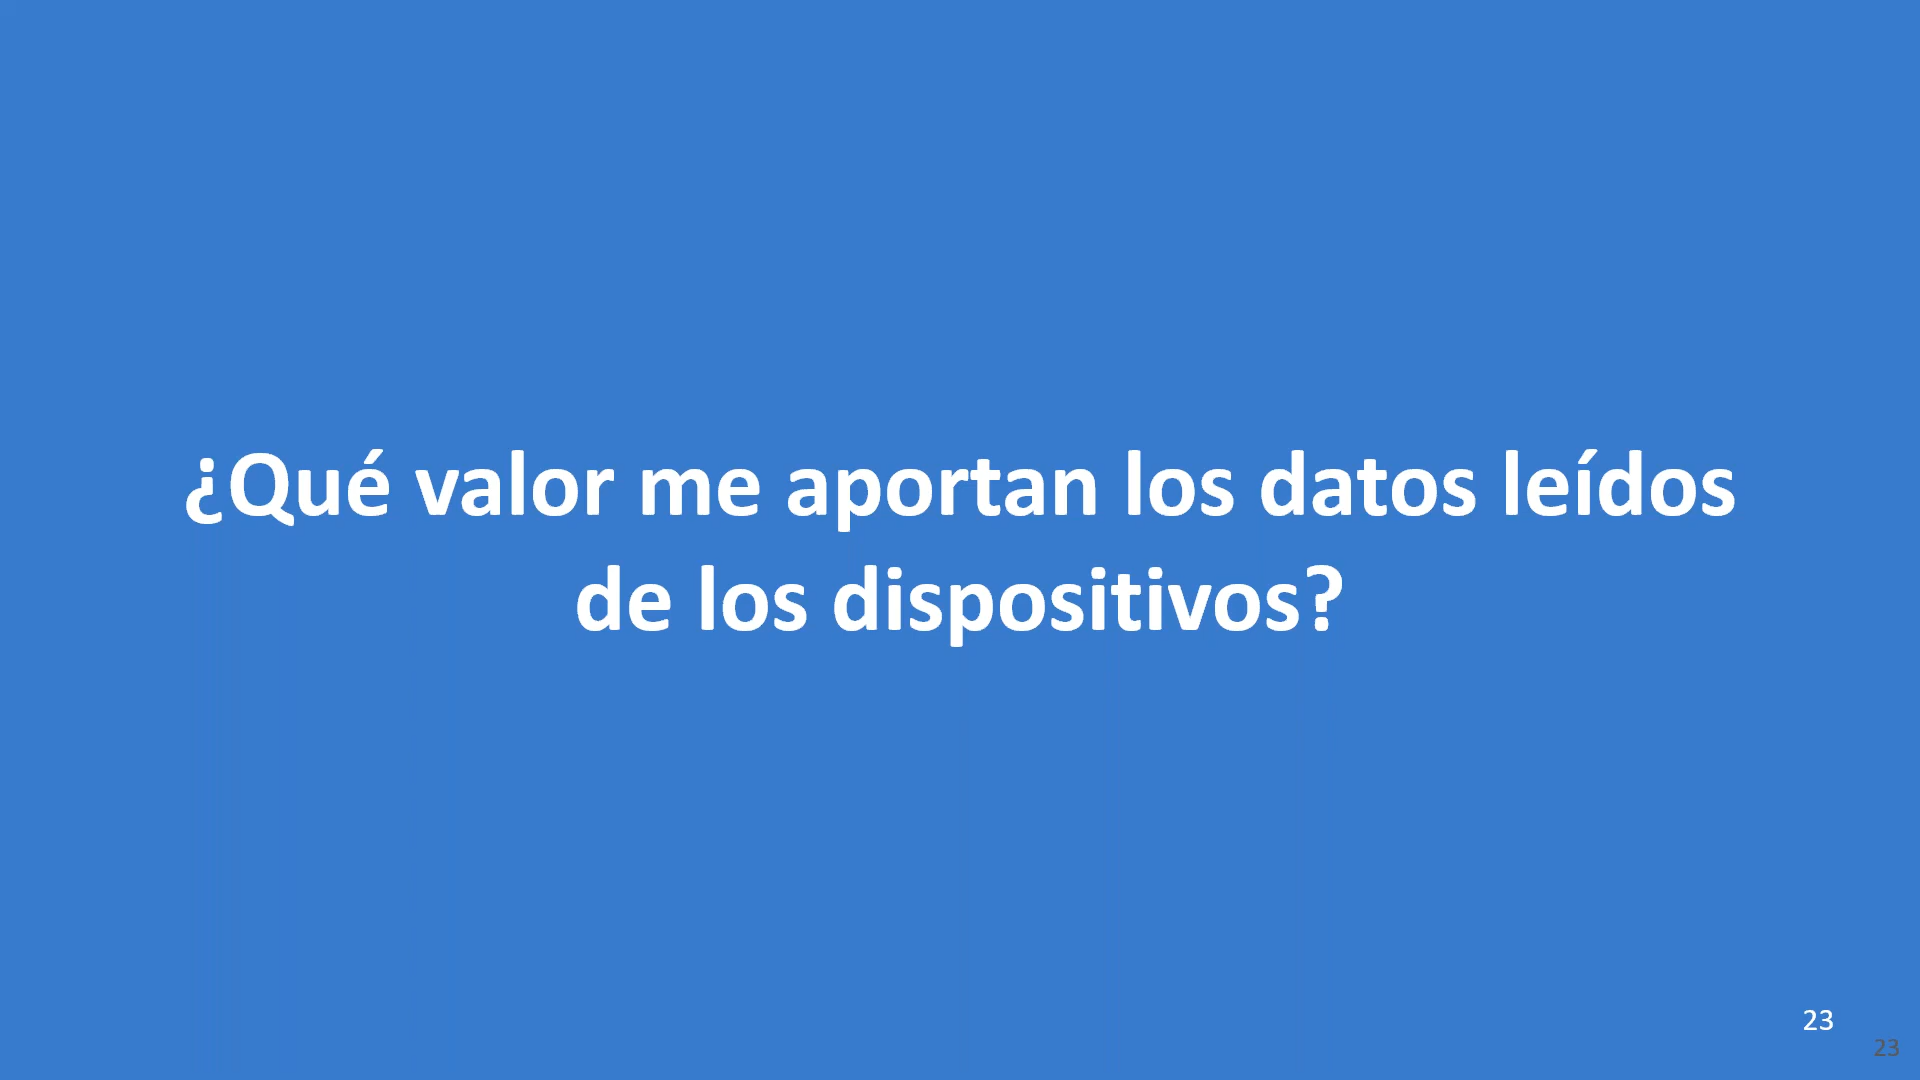 ¿Qué valor me aportan los datos leídos
de los dispositivos?
23
23